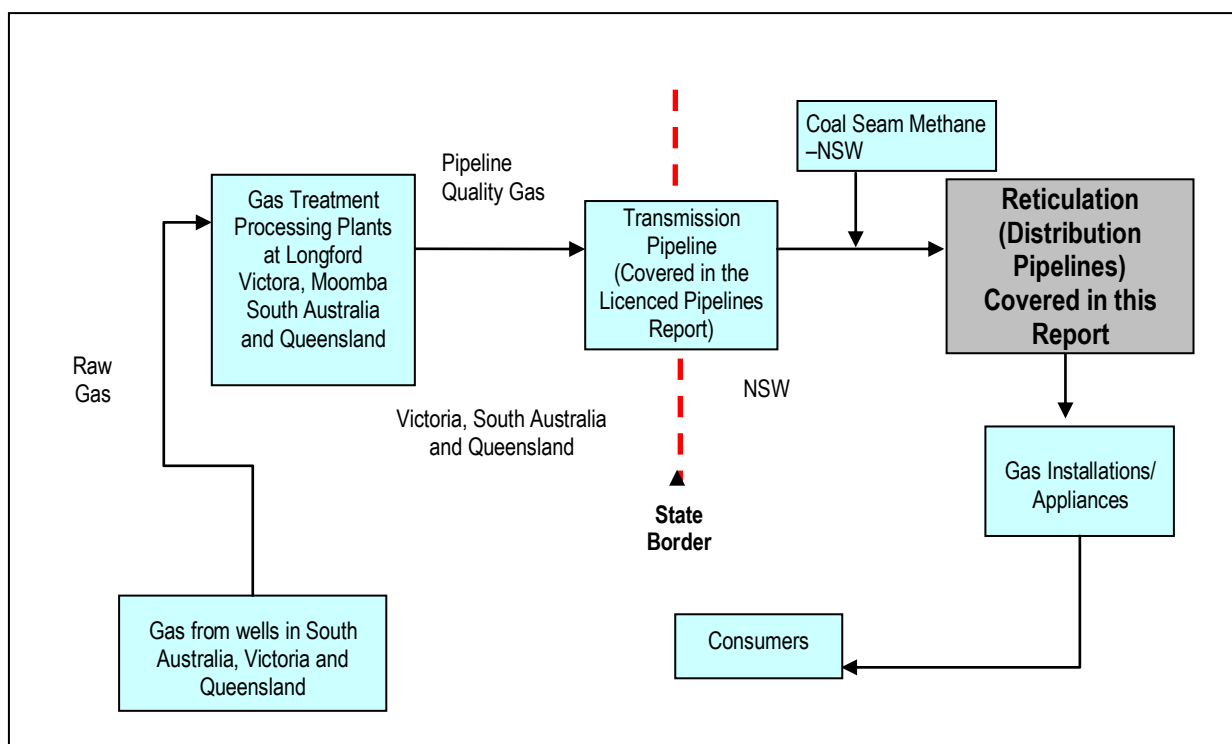 Coal Seam Methane
–NSW
Pipeline
Quality Gas
Gas Treatment
Processing Plants
at Longford
Victora, Moomba
South Australia
and Queensland
Transmission
Pipeline
(Covered in the
Licenced Pipelines
Report)
Reticulation
(Distribution
Pipelines)
Covered in this
Report
Raw
Gas
Victoria, South Australia
and Queensland
NSW
State
Border
Gas Installations/
Appliances
Gas from wells in South
Australia, Victoria and
Queensland
Consumers